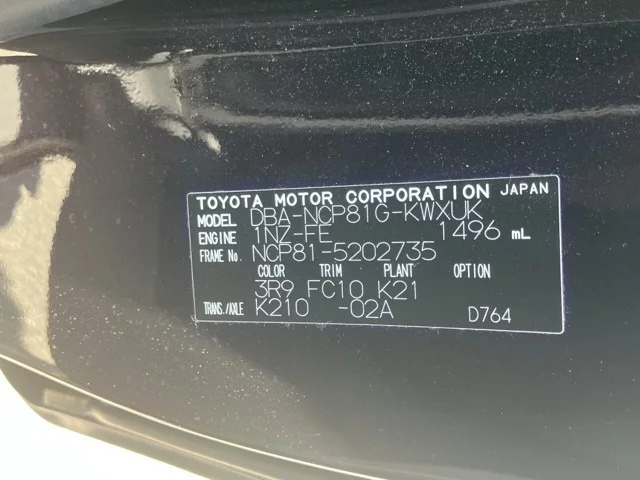 TOYOTA MOTOR CORPORATION JAPAN
MODEL DBA-NCP81G-KWXUK
ENGINE 1NZ-FE 1496 mL
FRAME No. NCP81-5202735
COLOR TRIM PLANT OPTION
3R9 FC10 K21
TRANS./AXLE K210 -02A D764